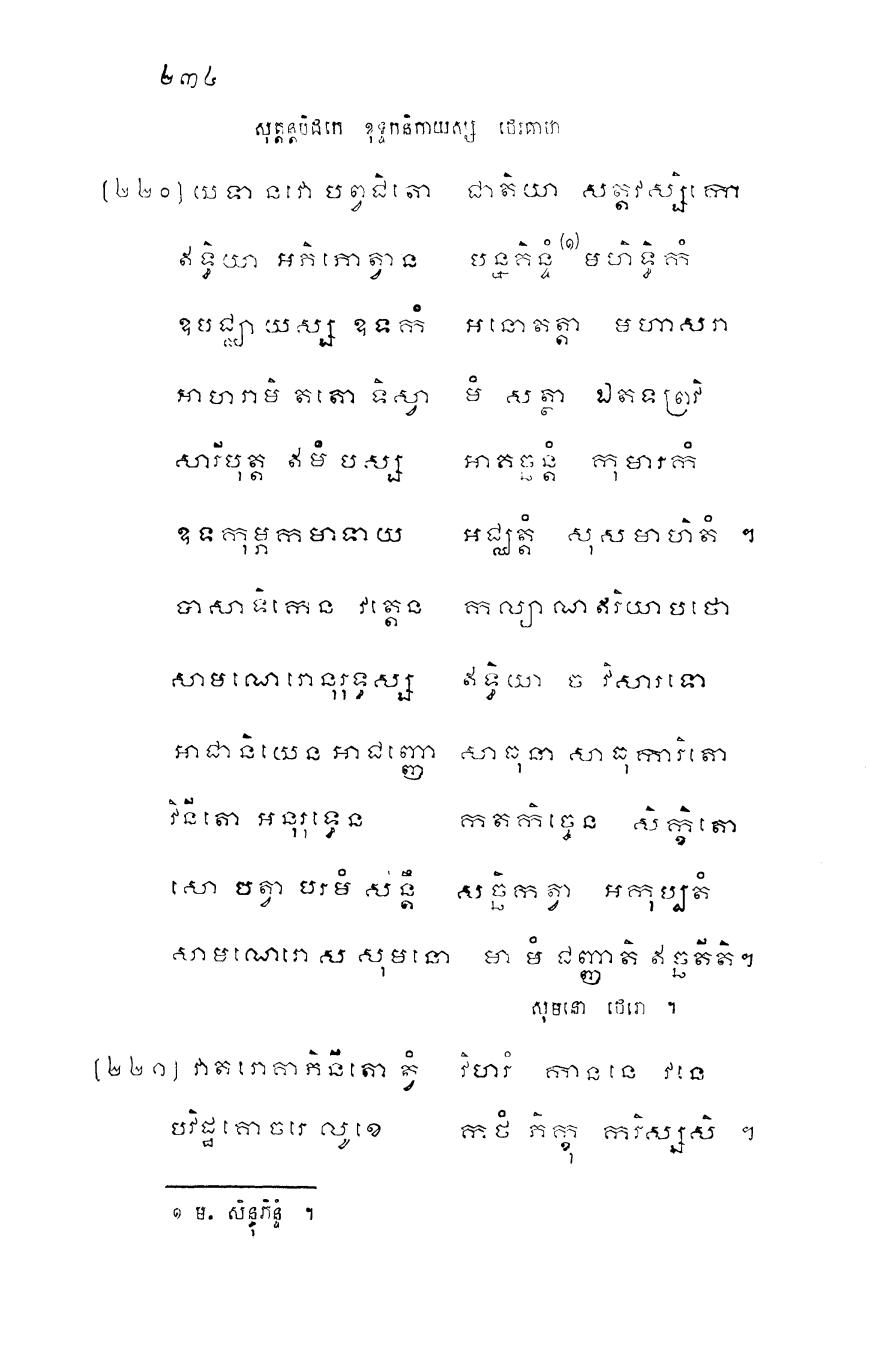 ២៣៤
សុត្តន្តបិដកេ ខុទ្ទកនិកាយស្ស ថេរគាថា
(២២០) យទា នវោ បព្វជិតោ ជាតិយា សត្តវស្សិកោ
ឥទ្ធិយា អភិភោត្វាន បន្នគិន្ទំ (១) មហិទ្ធិកំ
ឧបជ្ឈាយស្ស ឧទកំ អនោតត្តា មហាសរា
អាហរាមិ តតោ ទិស្វា មំ សត្ថា ឯតទព្រវិ
សារីបុត្ត ឥមំ បស្ស អាគច្ឆន្តំ កុមារកំ
ឧទកកុម្ភកមាទាយ អជ្ឈត្តំ សុសមាហិតំ ។
បាសាទិកេន វត្តេន កល្យាណឥរិយាបថោ
សាមណេរោនុរុទ្ធស្ស ឥទ្ធិយា ច វិសារទោ
អាជានិយេន អាជញ្ញោ សាធុនា សាធុការិតោ
វិនីតោ អនុរុទ្ធេន កតកិច្ចេន សិក្ខិតោ
សោ បត្វា បរមំ សន្តឹ សច្ឆិកត្វា អកុប្បតំ
សាមណេរោ ស សុមនោ មា មំ ជញ្ញាតិ ឥច្ឆតីតិ។
សុមនោ ថេរោ ។
(២២១) វាតរោគាភិនីតោ ត្វំ វិហរំ កាននេ វនេ
បវិដ្ឋគោចរេ លូខេ កថំ ភិក្ខុ ករិស្សសិ ។
១ ម. សិន្ធុភិន្ទំ ។